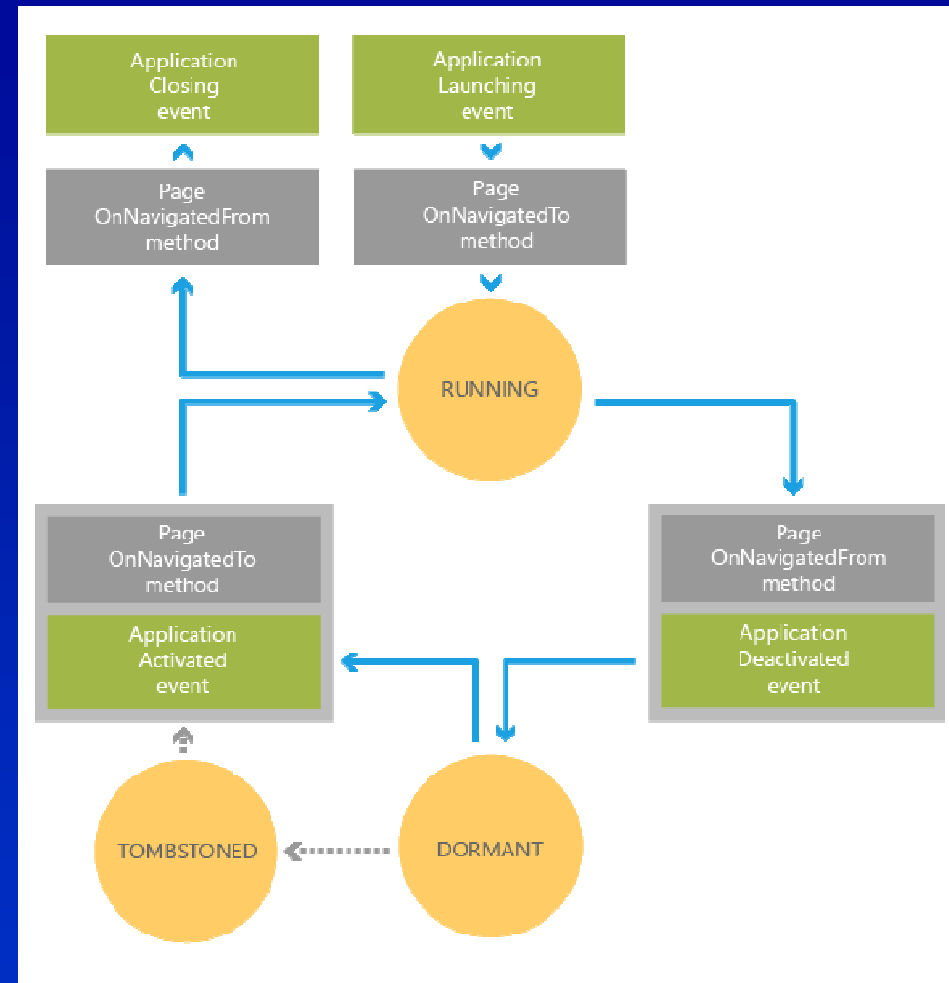 Application
Closing
event
Application
Launching
event
Page
OnNavigatedFrom
method
Page
OnNavigatedTo
method
RUNNING
Page
OnNavigatedTo
method
Application
Activated
event
Page
OnNavigatedFrom
method
Application
Deactivated
event
TOMBSTONED
DORMANT